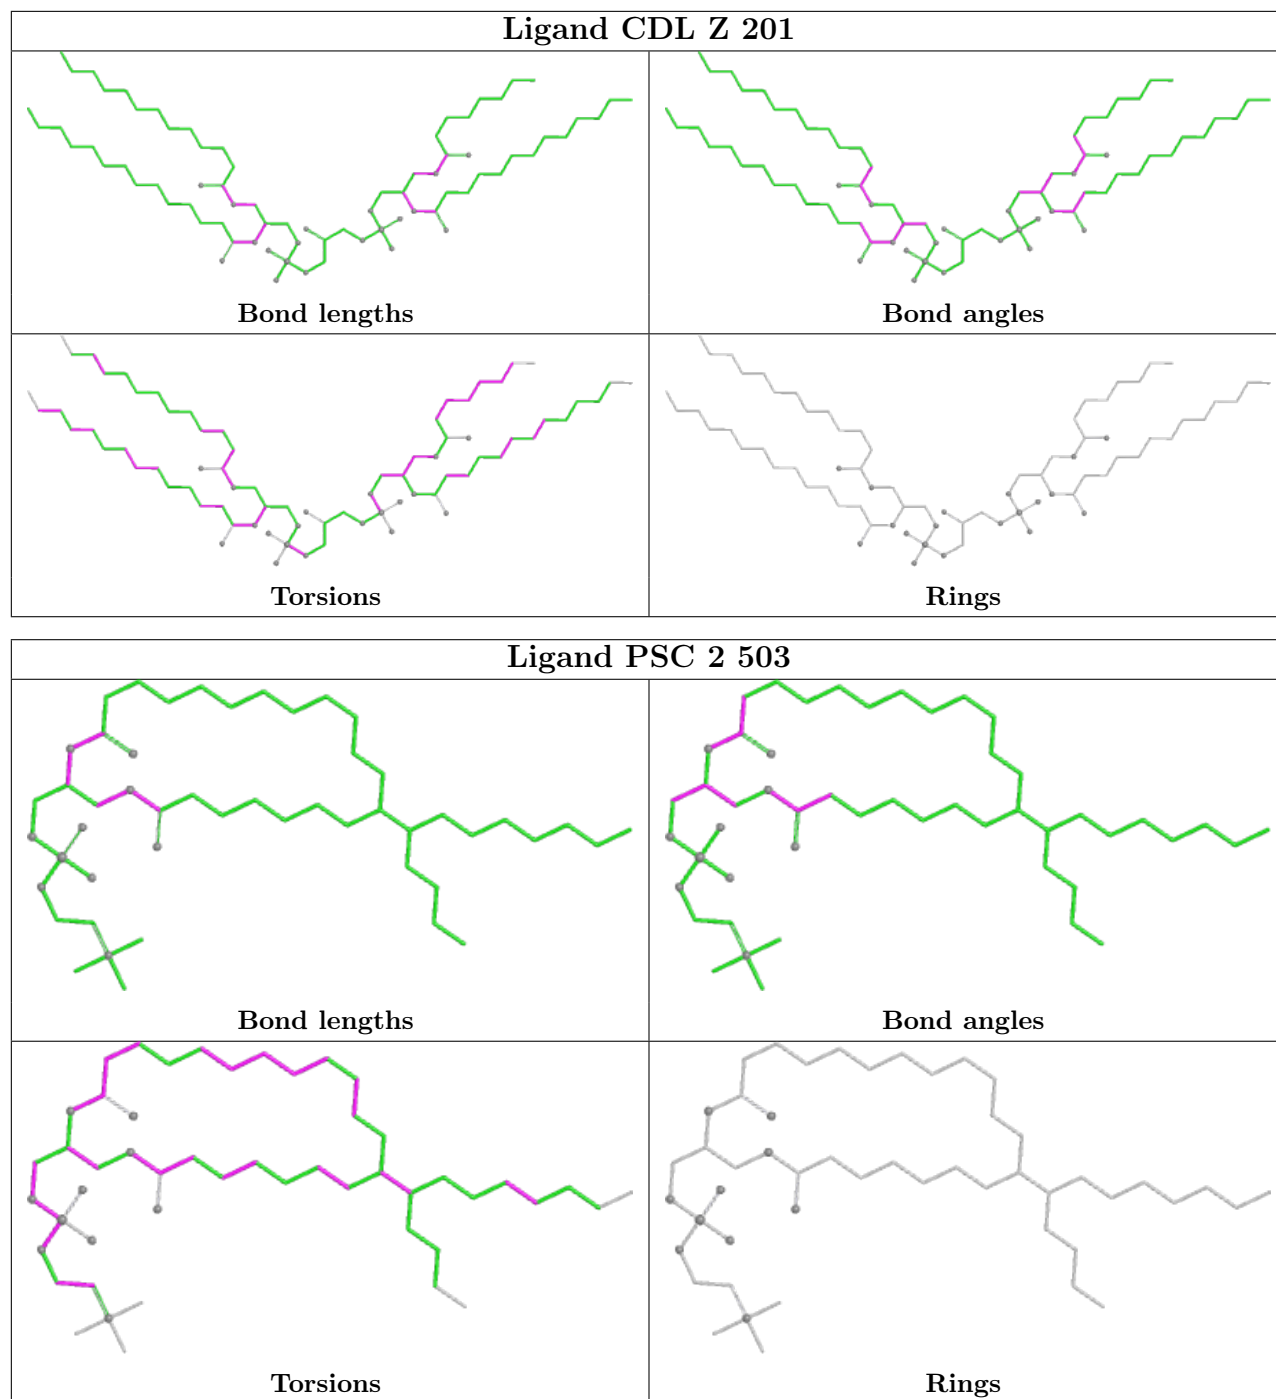 Ligand CDL Z 201
Bond lengths
Bond angles
Torsions
Rings
Ligand PSC 2 503
Bond lengths
Bond angles
Torsions
Rings